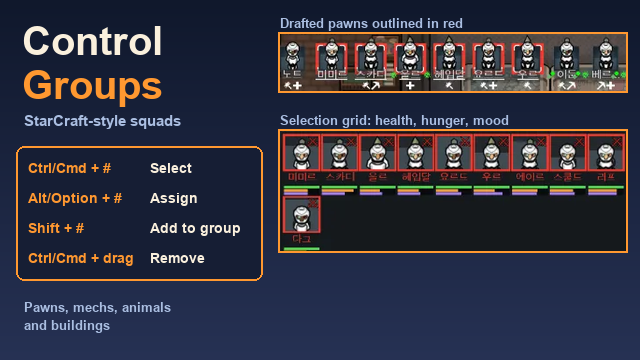 Control
Groups
StarCraft-style squads
Ctrl/Cmd + # Select
Alt/Option + # Assign
Shift + # Add to group
Ctrl/Cmd + drag Remove
Pawns, mechs, animals
and buildings
Drafted pawns outlined in red
노드 미미르 스카디 울르 헤임달 요르드 우르 이둔 베르
Selection grid: health, hunger, mood
미미르 스카디 울르 헤임달 요르드 우르 에이르 스쿨드 리프
다그